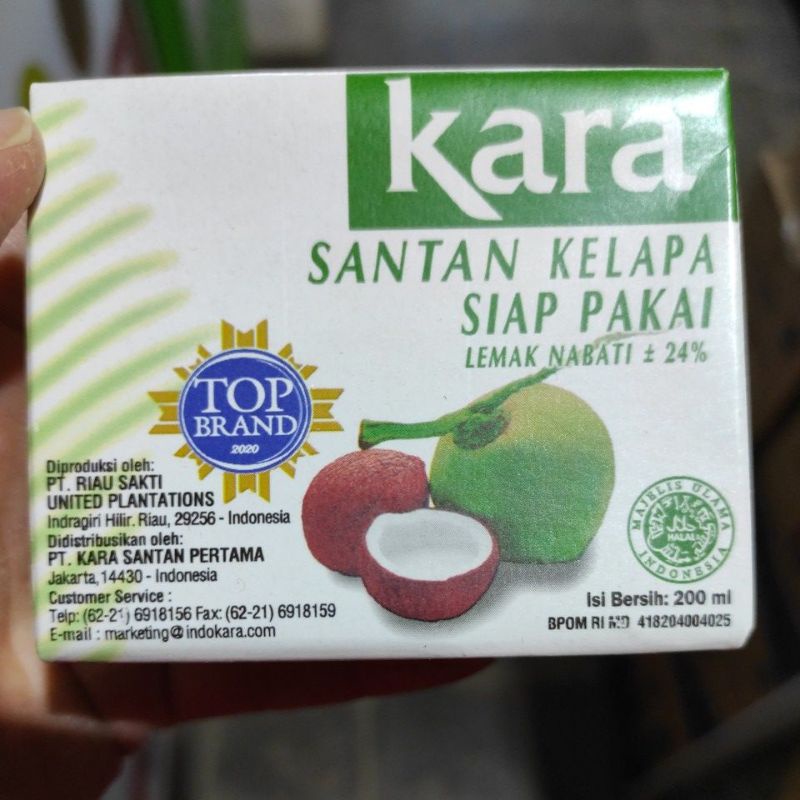 kara
SANTAN KELAPA
SIAP PAKAI
LEMAK NABATI ± 24%
TOP
BRAND
2020
Diproduksi oleh:
PT. RIAU SAKTI
UNITED PLANTATIONS
Indragiri Hilir. Riau, 29256 - Indonesia
Didistribusikan oleh:
PT. KARA SANTAN PERTAMA
Jakarta, 14430 - Indonesia
Customer Service :
Telp: (62-21) 6918156 Fax: (62-21) 6918159
E-mail : marketing@indokara.com
MAJELIS ULAMA
HALAL
INDONESIA
Isi Bersih: 200 ml
BPOM RI MD 418204004025